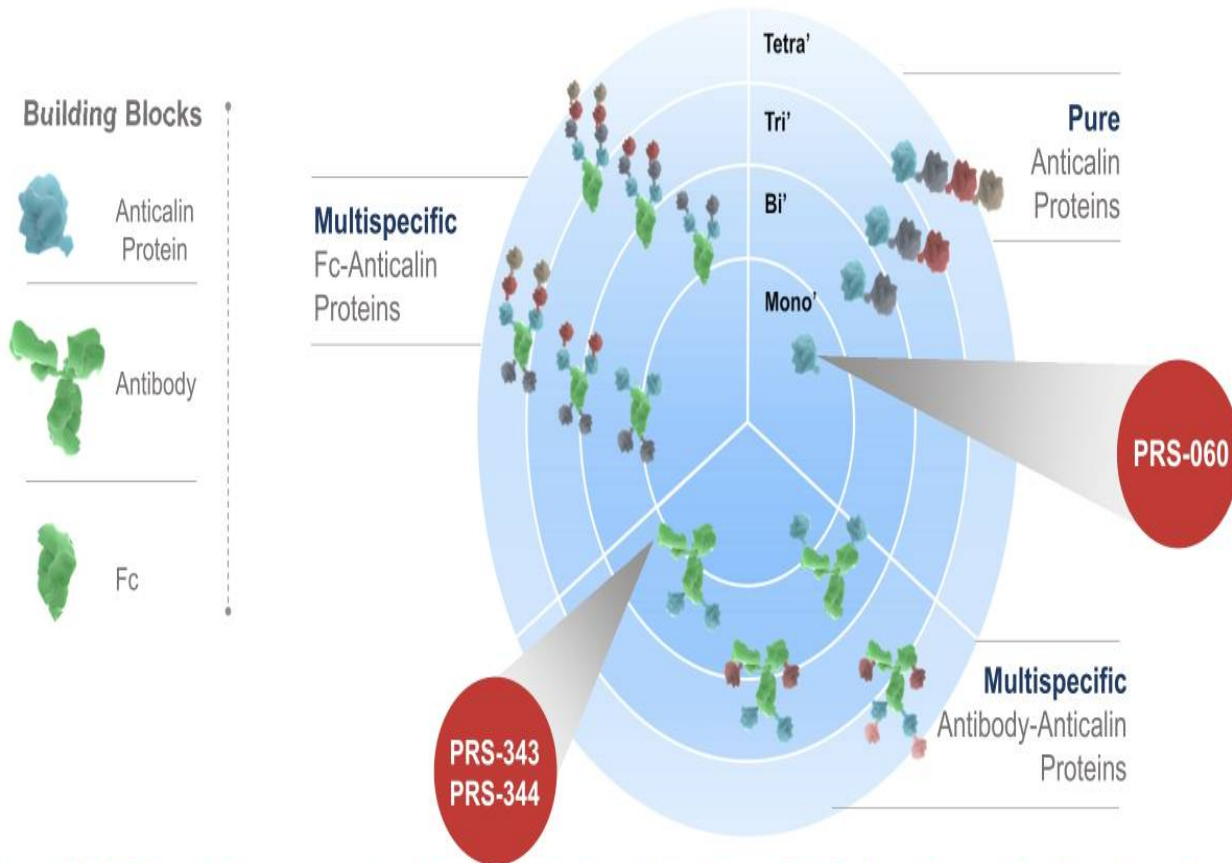 Building Blocks
Anticalin
Protein
Antibody
Fc
Multispecific
Fc-Anticalin
Proteins
Tetra'
Tri'
Bi'
Mono'
Pure
Anticalin
Proteins
PRS-060
PRS-343
PRS-344
Multispecific
Antibody-Anticalin
Proteins